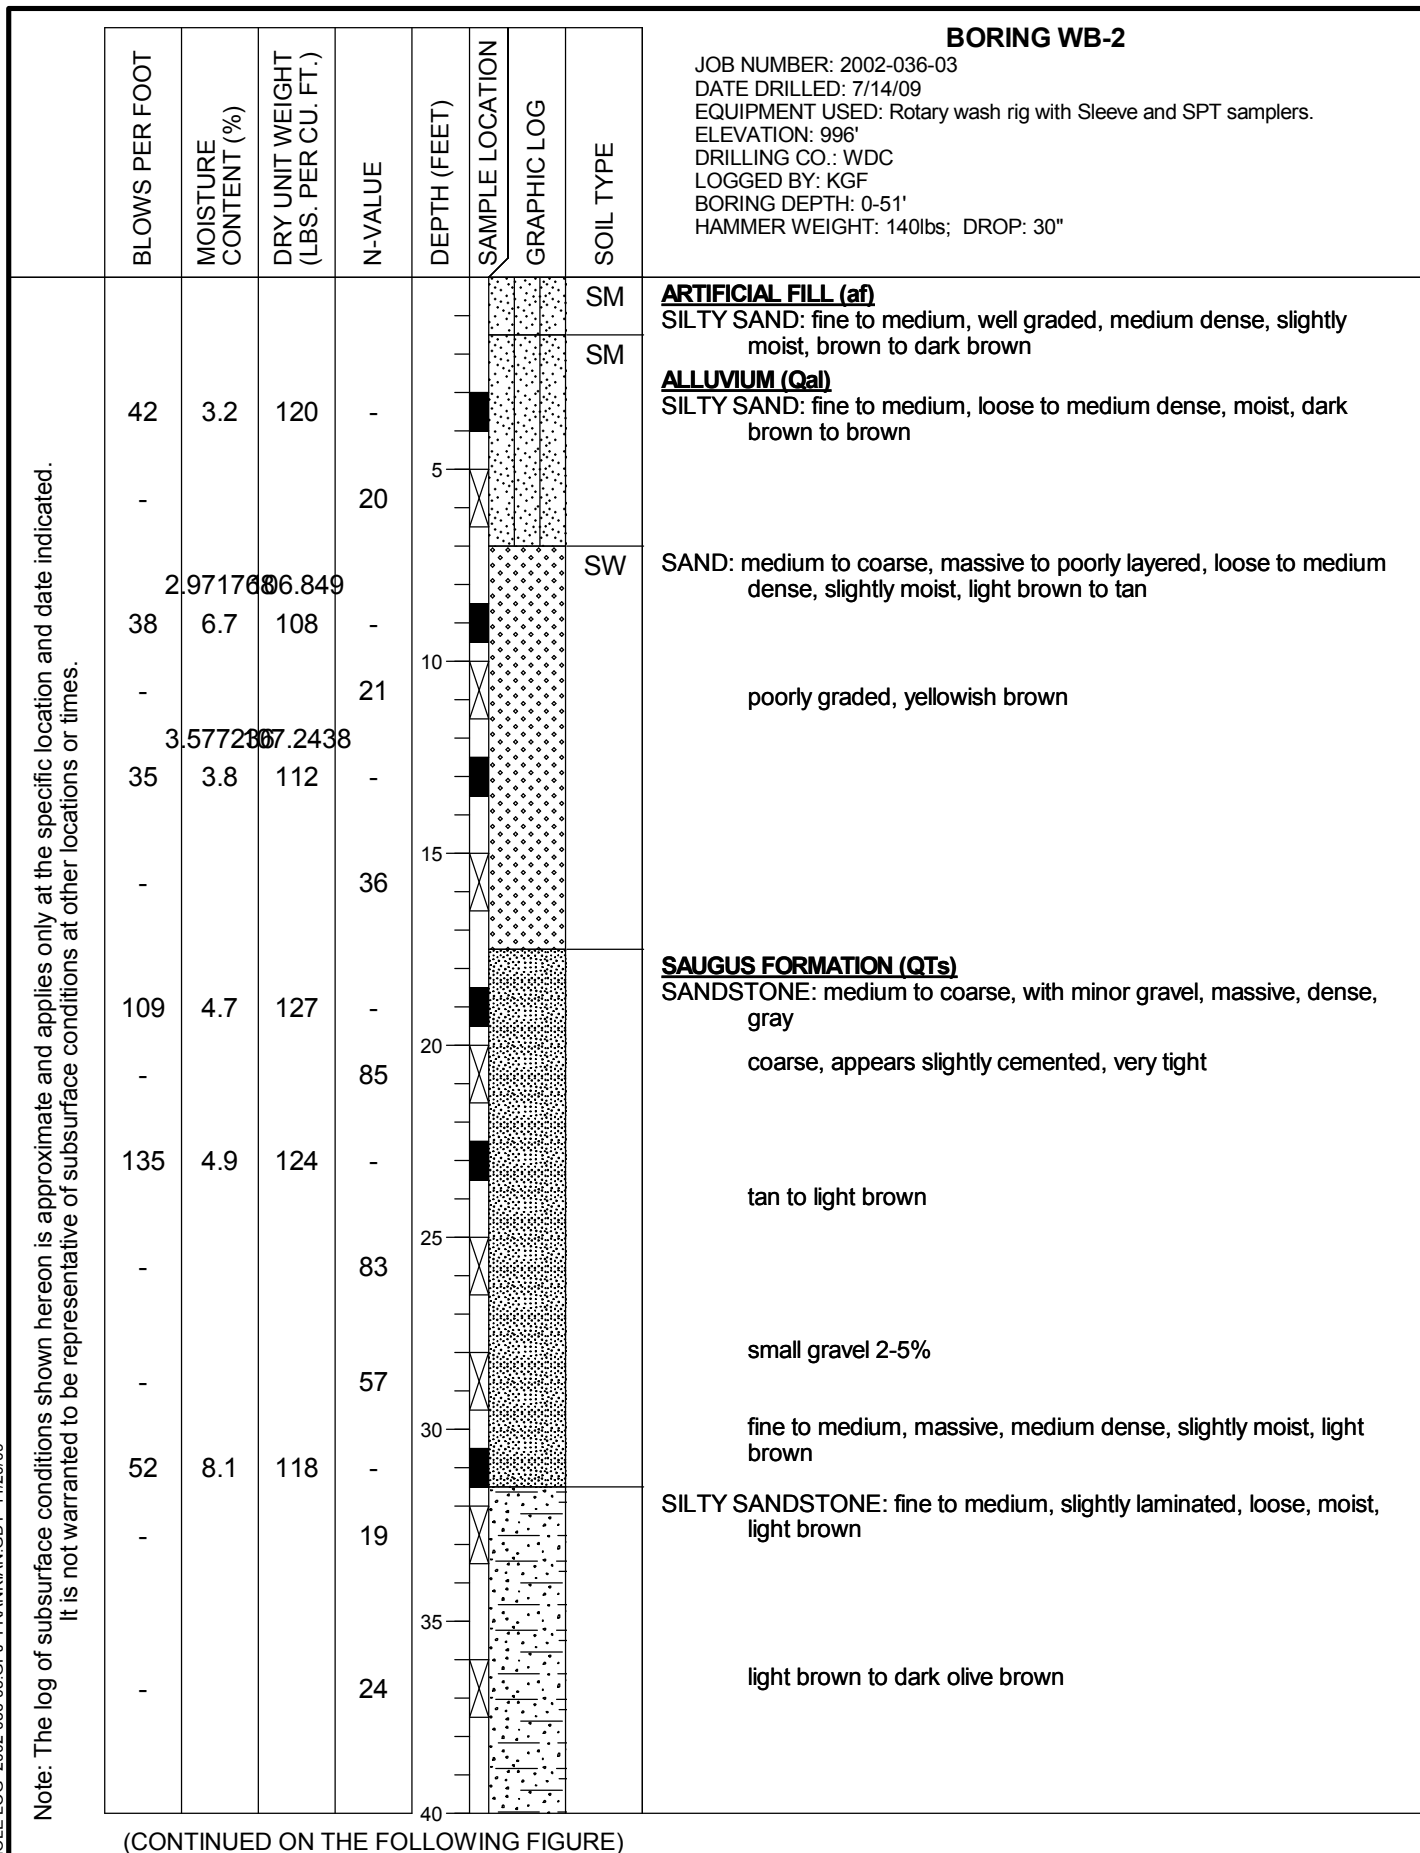 BORING WB-2
JOB NUMBER: 2002-036-03
DATE DRILLED: 7/14/09
EQUIPMENT USED: Rotary wash rig with Sleeve and SPT samplers.
ELEVATION: 996'
DRILLING CO.: WDC
LOGGED BY: KGF
BORING DEPTH: 0-51'
HAMMER WEIGHT: 140lbs; DROP: 30"
BLOWS PER FOOT
MOISTURE
CONTENT (%)
DRY UNIT WEIGHT
(LBS. PER CU. FT.)
N-VALUE
DEPTH (FEET)
SAMPLE LOCATION
GRAPHIC LOG
SOIL TYPE
SM ARTIFICIAL FILL (af)
SILTY SAND: fine to medium, well graded, medium dense, slightly
moist, brown to dark brown
SM
ALLUVIUM (Qal)
42 3.2 120 - SILTY SAND: fine to medium, loose to medium dense, moist, dark
brown to brown
5
- 20
SW SAND: medium to coarse, massive to poorly layered, loose to medium
dense, slightly moist, light brown to tan
38 6.7 108 -
10
- 21 poorly graded, yellowish brown
35 3.8 112 -
15
- 36
SAUGUS FORMATION (QTs)
SANDSTONE: medium to coarse, with minor gravel, massive, dense,
109 4.7 127 - gray
20
coarse, appears slightly cemented, very tight
- 85
135 4.9 124 -
tan to light brown
25
- 83
small gravel 2-5%
- 57
30 fine to medium, massive, medium dense, slightly moist, light
brown
52 8.1 118 -
SILTY SANDSTONE: fine to medium, slightly laminated, loose, moist,
- 19 light brown
35
- 24 light brown to dark olive brown
40
(CONTINUED ON THE FOLLOWING FIGURE)
Note: The log of subsurface conditions shown hereon is approximate and applies only at the specific location and date indicated.
It is not warranted to be representative of subsurface conditions at other locations or times.